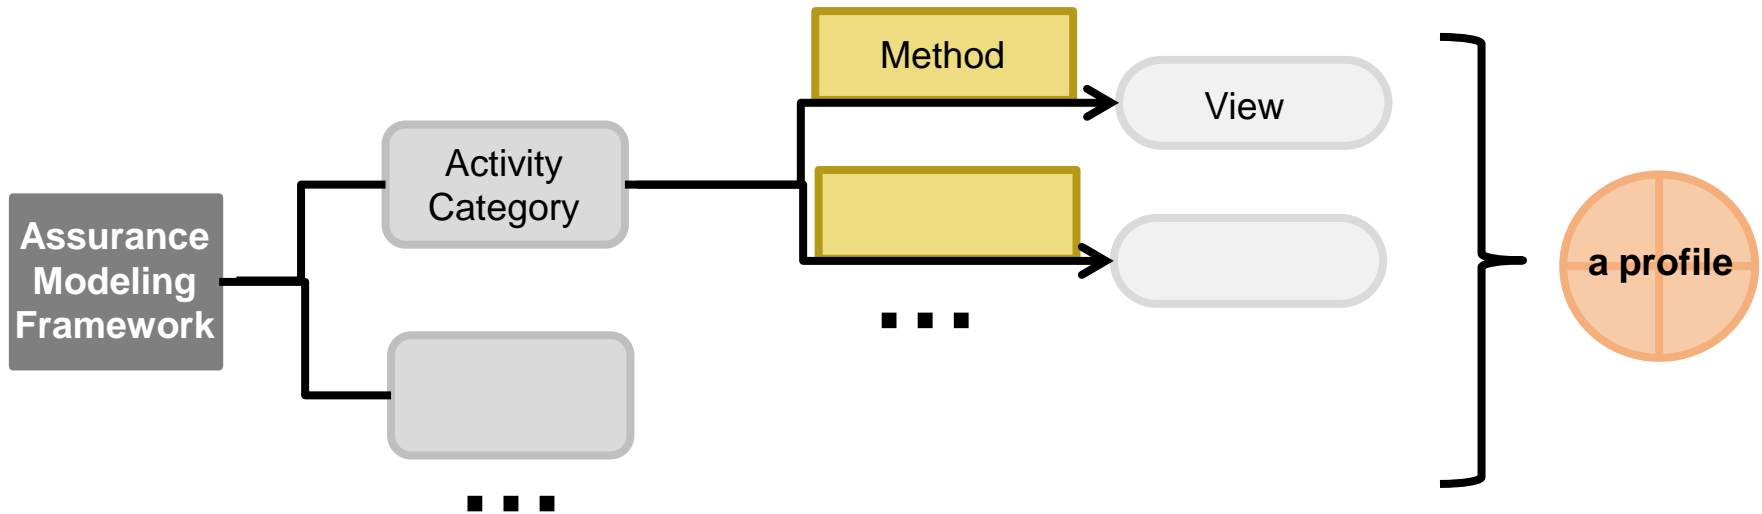 Assurance
Modeling
Framework
Activity
Category
Method
View
a profile